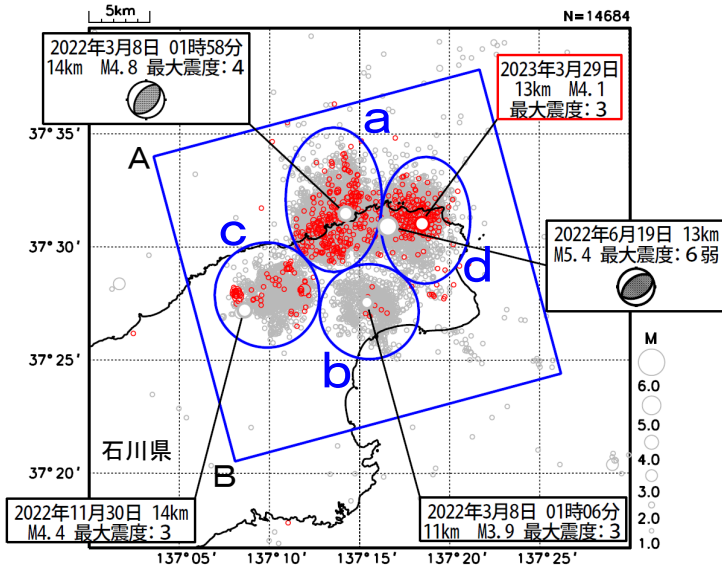 5km
N=14684
2022年3月8日 01時58分
14km M4.8 最大震度:4
2023年3月29日
13km M4.1
最大震度:3
37°35′
A
a
2022年6月19日 13km
M5.4 最大震度:6弱
37°30′
c
d
37°25′
b
M
6.0
5.0
4.0
3.0
2.0
1.0
石川県
37°20′
B
2022年11月30日 14km
M4.4 最大震度:3
2022年3月8日 01時06分
11km M3.9 最大震度:3
137°05′
137°10′
137°15′
137°20′
137°25′